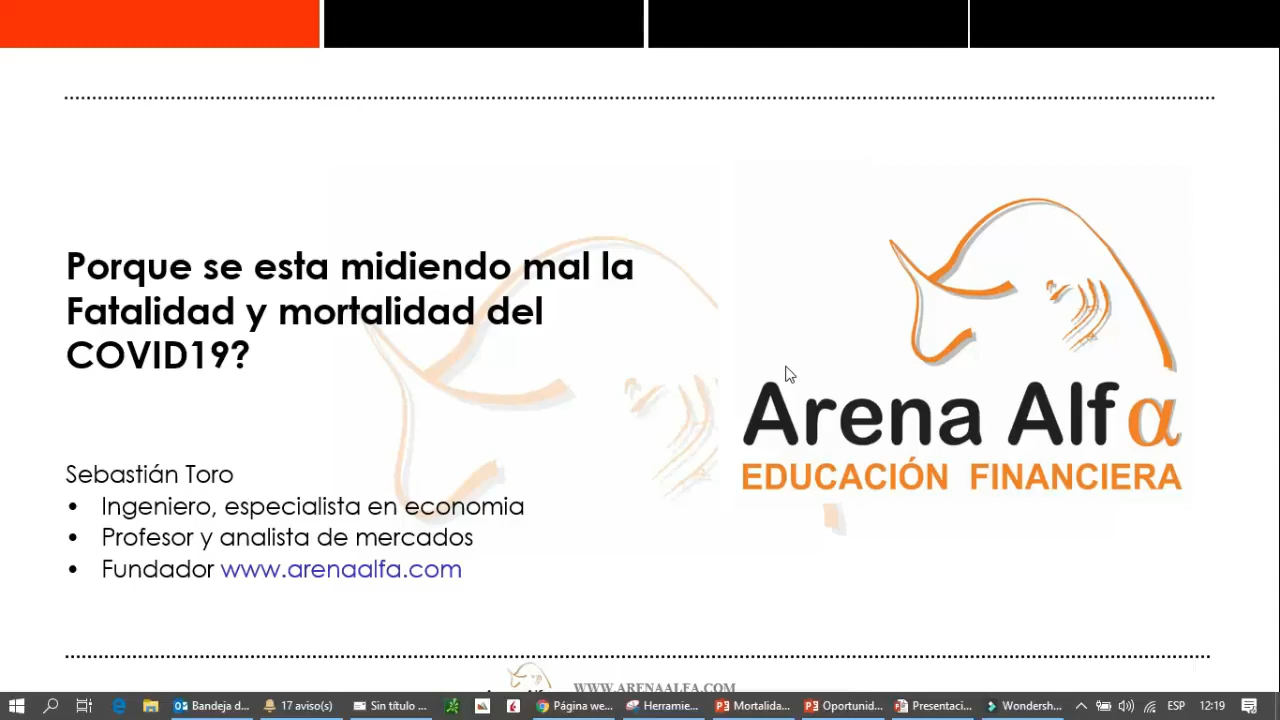 Porque se esta midiendo mal la
Fatalidad y mortalidad del
COVID19?
Arena Alfα
EDUCACIÓN FINANCIERA
Sebastián Toro
• Ingeniero, especialista en economia
• Profesor y analista de mercados
• Fundador www.arenaalfa.com
WWW.ARENAALFA.COM
Bandeja d...
17 aviso(s)
Sin título ...
Página we...
Herramie...
Mortalida...
Oportunid...
Presentaci...
Wondersh...
ESP
12:19